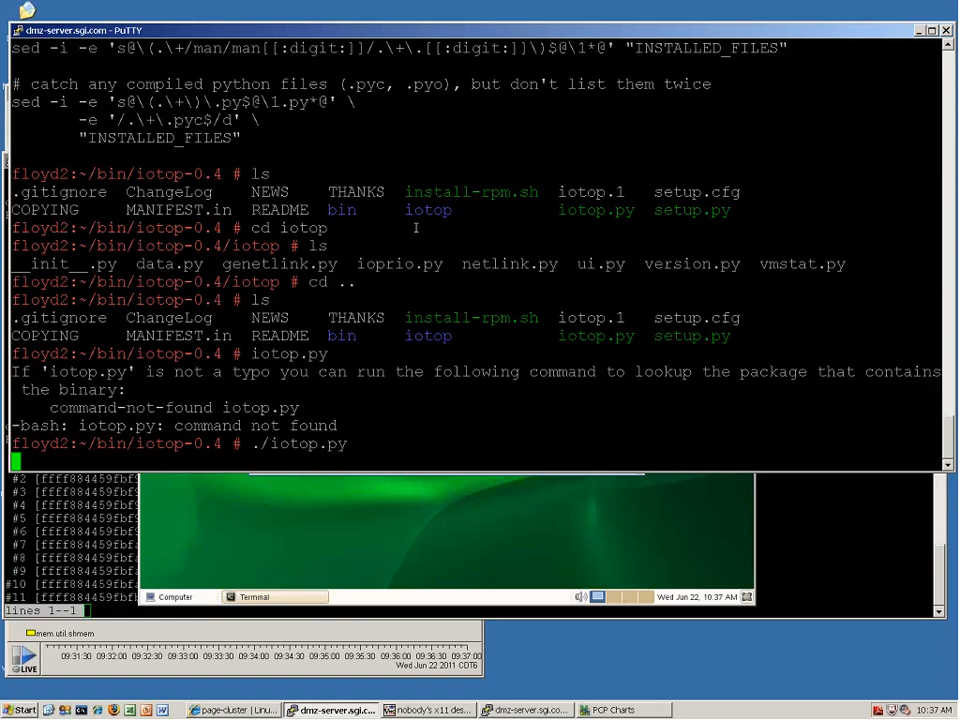 dmz-server.sgi.com - PuTTY
sed -i -e 's@\(.\+/man/man[[:digit:]]/.\+\.[[:digit:]]\)$@\1*@' "INSTALLED_FILES"
# catch any compiled python files (.pyc, .pyo), but don't list them twice
sed -i -e 's@\(.\+\)\.py$@\1.py*@' \
-e '/.\+\.pyc$/d' \
"INSTALLED_FILES"
floyd2:~/bin/iotop-0.4 # ls
.gitignore ChangeLog NEWS THANKS install-rpm.sh iotop.1 setup.cfg
COPYING MANIFEST.in README bin iotop iotop.py setup.py
floyd2:~/bin/iotop-0.4 # cd iotop
floyd2:~/bin/iotop-0.4/iotop # ls
__init__.py data.py genetlink.py ioprio.py netlink.py ui.py version.py vmstat.py
floyd2:~/bin/iotop-0.4/iotop # cd ..
floyd2:~/bin/iotop-0.4 # ls
.gitignore ChangeLog NEWS THANKS install-rpm.sh iotop.1 setup.cfg
COPYING MANIFEST.in README bin iotop iotop.py setup.py
floyd2:~/bin/iotop-0.4 # iotop.py
If 'iotop.py' is not a typo you can run the following command to lookup the package that contains
the binary:
command-not-found iotop.py
-bash: iotop.py: command not found
floyd2:~/bin/iotop-0.4 # ./iotop.py
#2 [ffff884459fbf9
#3 [ffff884459fbf9
#4 [ffff884459fbf9
#5 [ffff884459fbf9
#6 [ffff884459fbf9
#7 [ffff884459fbf9
#8 [ffff884459fbfa
#9 [ffff884459fbfa
#10 [ffff884459fbfa
#11 [ffff884459fbfa
lines 1--1
Computer Terminal Wed Jun 22, 10:37 AM
mem.util.shmem
LIVE
09:31:30 09:32:00 09:32:30 09:33:00 09:33:30 09:34:00 09:34:30 09:35:00 09:35:30 09:36:00 09:36:30 09:37:00
Wed Jun 22 2011 CDT6
Start page-cluster | Linu... dmz-server.sgi.c... nobody's x11 des... dmz-server.sgi.co... PCP Charts 10:37 AM